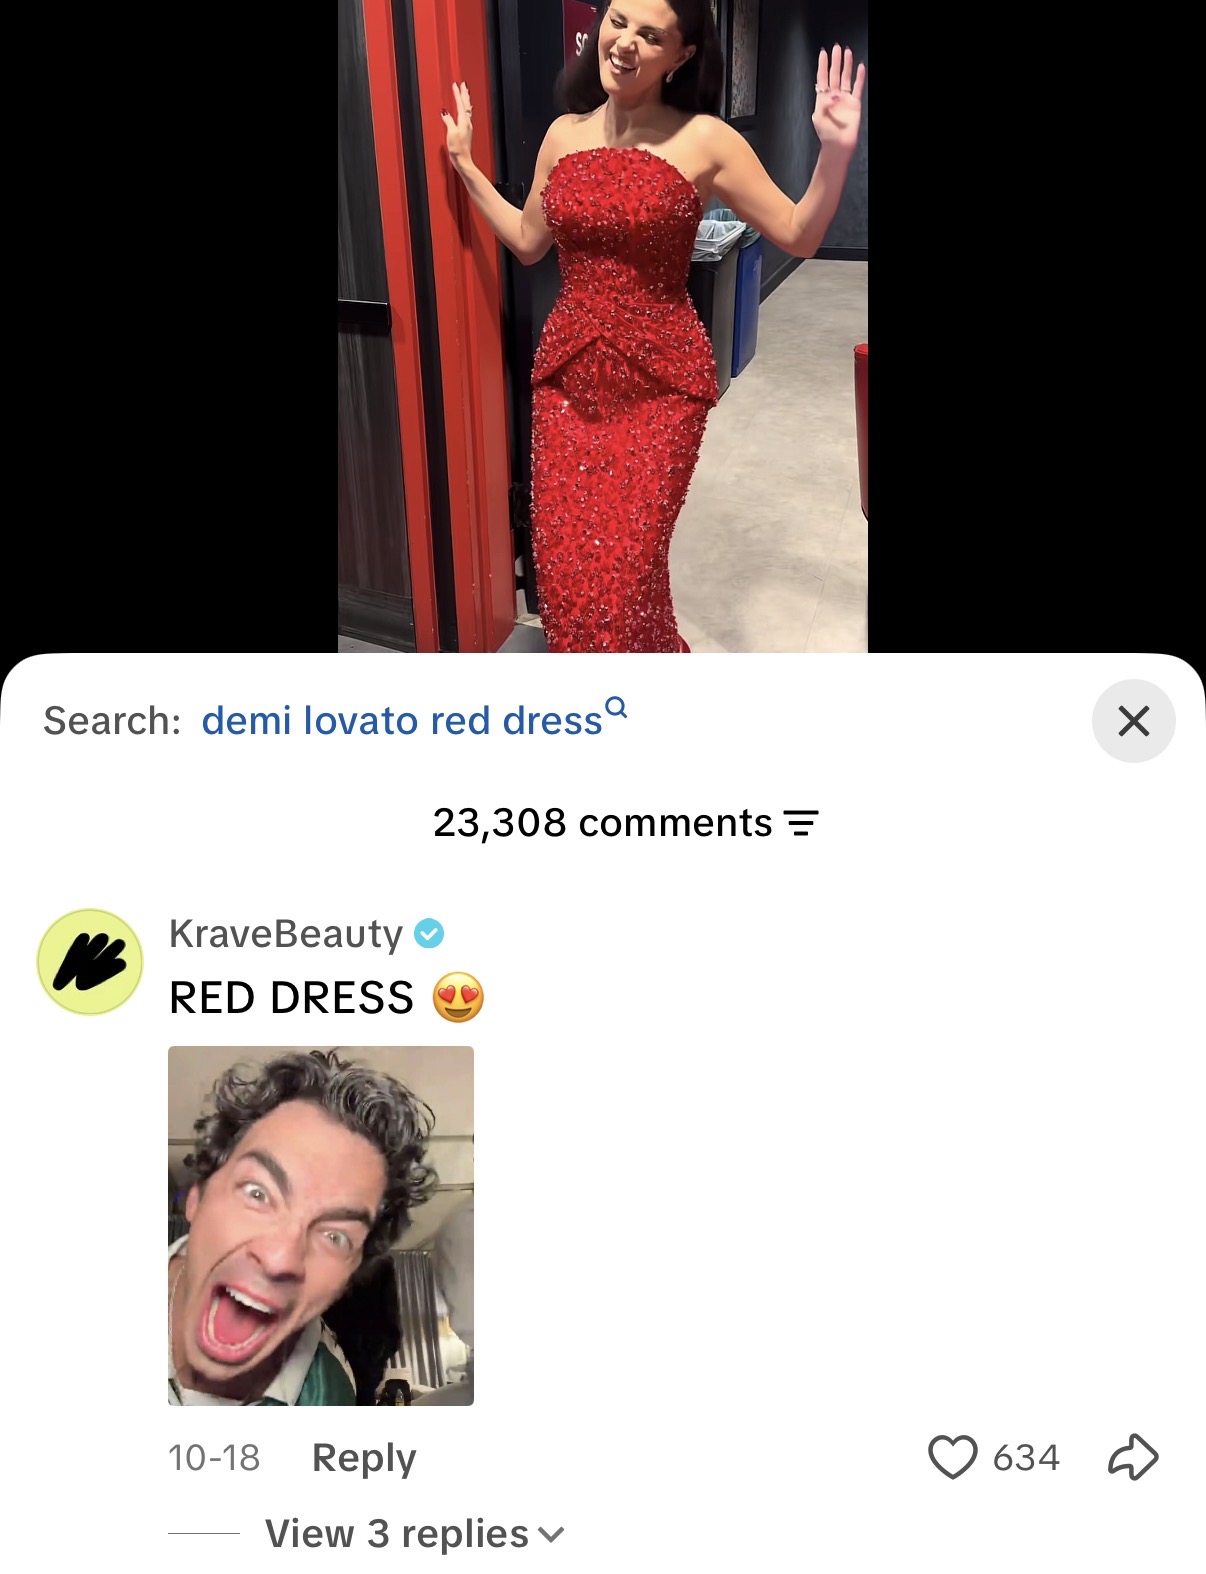 Search: demi lovato red dress
23,308 comments
KraveBeauty
RED DRESS 😍
10-18 Reply 634
View 3 replies